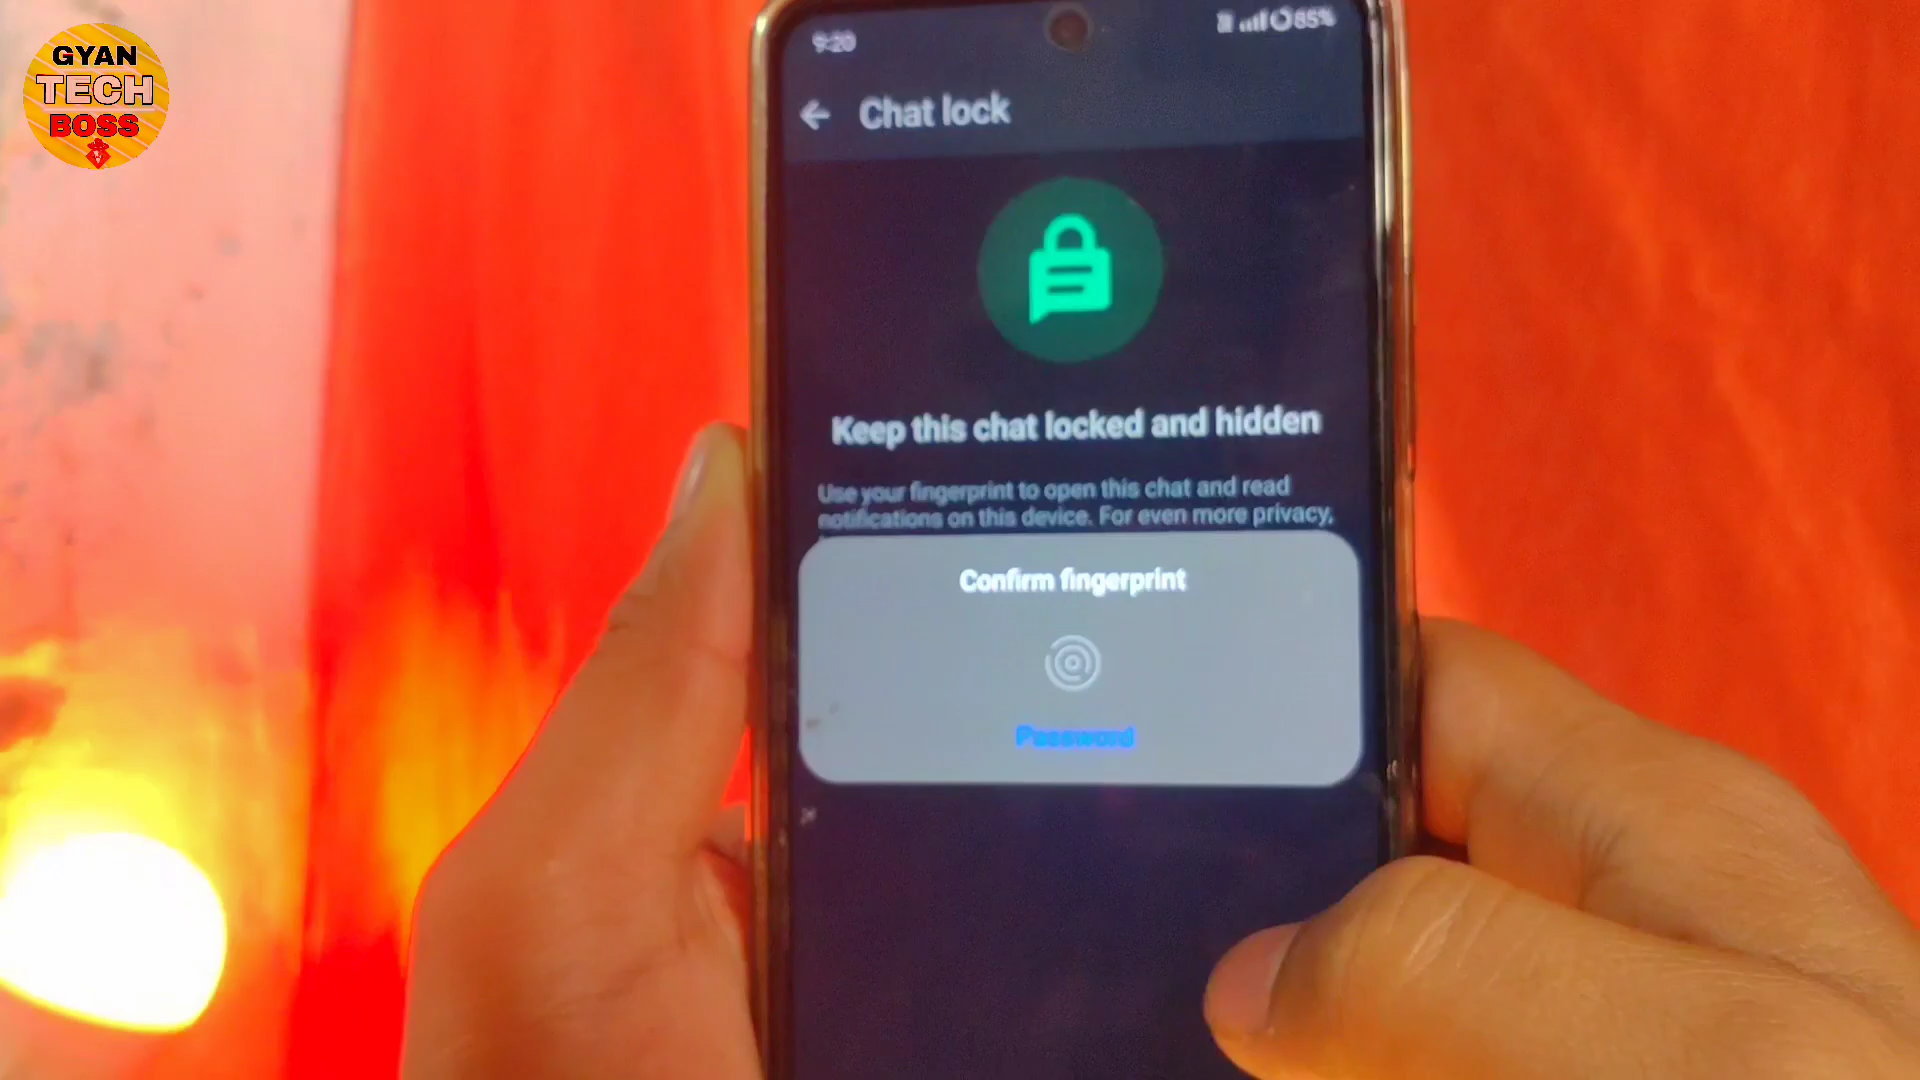 GYAN
TECH
BOSS
9:20
85%
Chat lock
Keep this chat locked and hidden
Use your fingerprint to open this chat and read
notifications on this device. For even more privacy,
Confirm fingerprint
Password